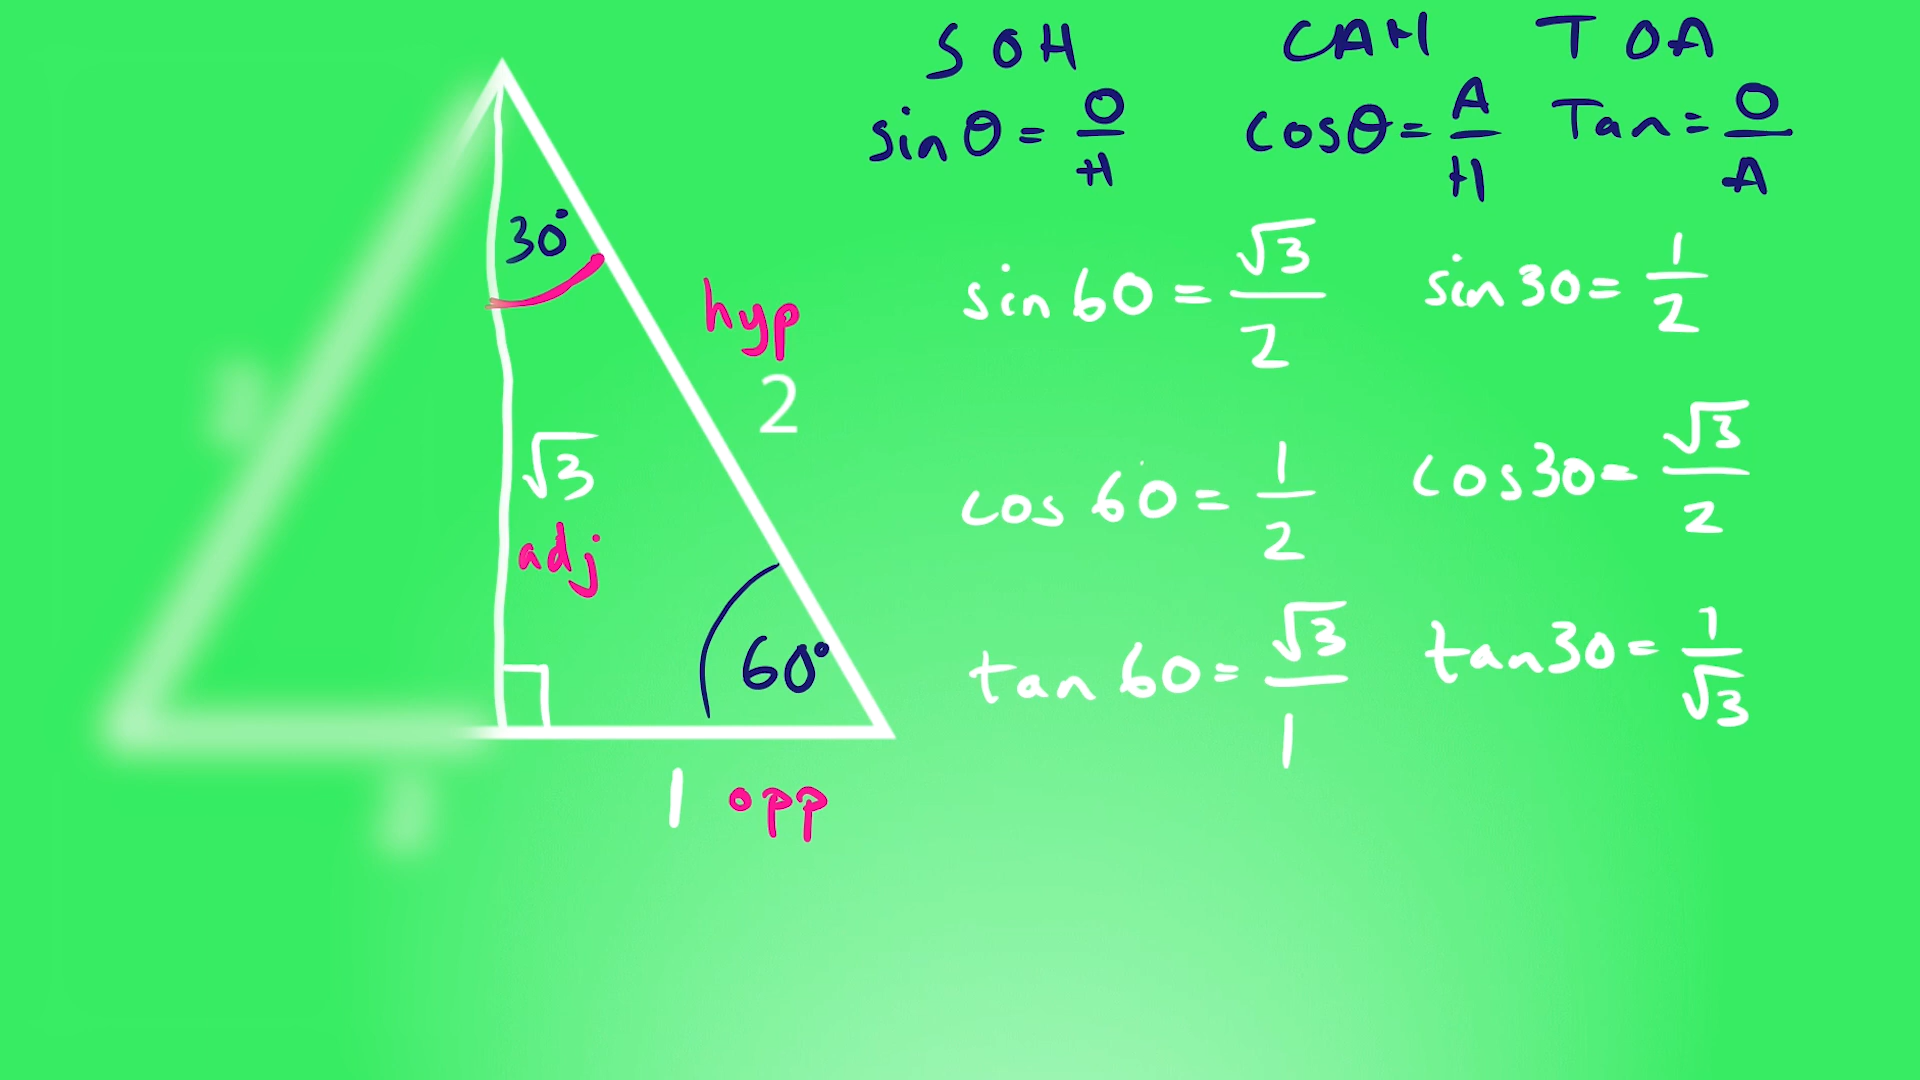 SOH CAH TOA
sin θ = O/H cosθ = A/H Tan = O/A
30°
hyp
2
√3
adj
60°
1 opp
sin 60 = √3/2 sin 30 = 1/2
cos 60 = 1/2 cos 30 = √3/2
tan 60 = √3/1 tan 30 = 1/√3